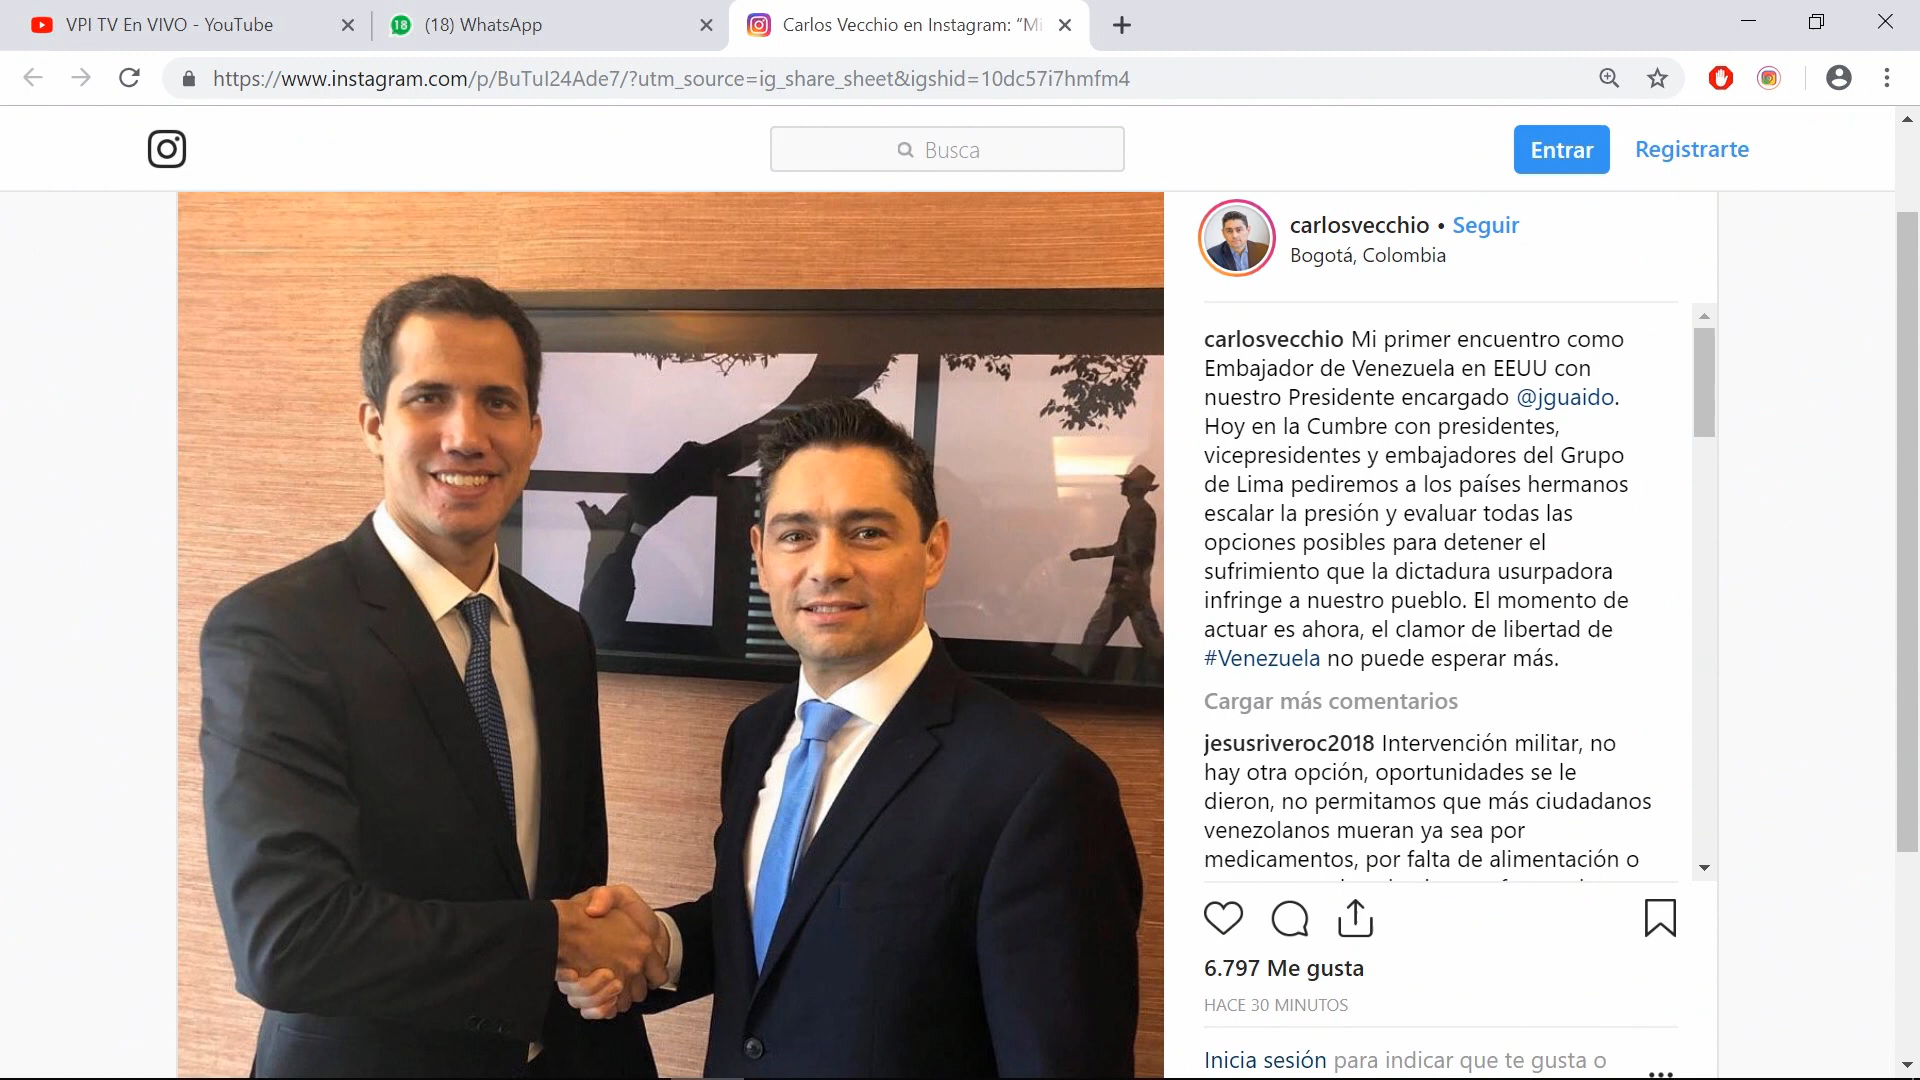 VPI TV En VIVO - YouTube
18
(18) WhatsApp
Carlos Vecchio en Instagram: “Mi
https://www.instagram.com/p/BuTuI24Ade7/?utm_source=ig_share_sheet&igshid=10dc57i7hmfm4
Busca
Entrar
Registrarte
carlosvecchio • Seguir
Bogotá, Colombia
carlosvecchio Mi primer encuentro como
Embajador de Venezuela en EEUU con
nuestro Presidente encargado @jguaido.
Hoy en la Cumbre con presidentes,
vicepresidentes y embajadores del Grupo
de Lima pediremos a los países hermanos
escalar la presión y evaluar todas las
opciones posibles para detener el
sufrimiento que la dictadura usurpadora
infringe a nuestro pueblo. El momento de
actuar es ahora, el clamor de libertad de
#Venezuela no puede esperar más.
Cargar más comentarios
jesusriveroc2018 Intervención militar, no
hay otra opción, oportunidades se le
dieron, no permitamos que más ciudadanos
venezolanos mueran ya sea por
medicamentos, por falta de alimentación o
6.797 Me gusta
HACE 30 MINUTOS
Inicia sesión para indicar que te gusta o